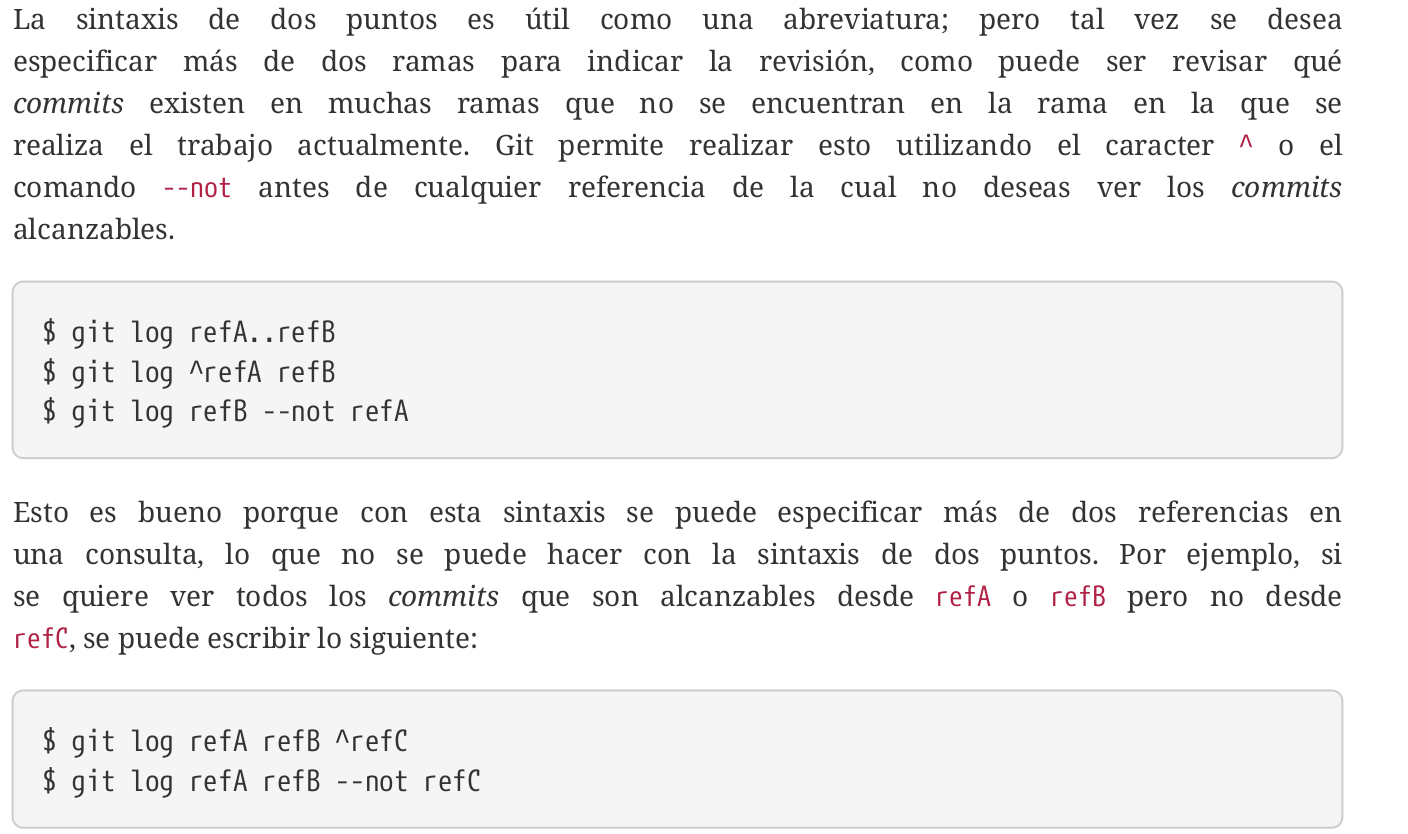 La sintaxis de dos puntos es útil como una abreviatura; pero tal vez se desea
especificar más de dos ramas para indicar la revisión, como puede ser revisar qué
commits existen en muchas ramas que no se encuentran en la rama en la que se
realiza el trabajo actualmente. Git permite realizar esto utilizando el caracter ^ o el
comando --not antes de cualquier referencia de la cual no deseas ver los commits
alcanzables.
$ git log refA..refB
$ git log ^refA refB
$ git log refB --not refA
Esto es bueno porque con esta sintaxis se puede especificar más de dos referencias en
una consulta, lo que no se puede hacer con la sintaxis de dos puntos. Por ejemplo, si
se quiere ver todos los commits que son alcanzables desde refA o refB pero no desde
refC, se puede escribir lo siguiente:
$ git log refA refB ^refC
$ git log refA refB --not refC